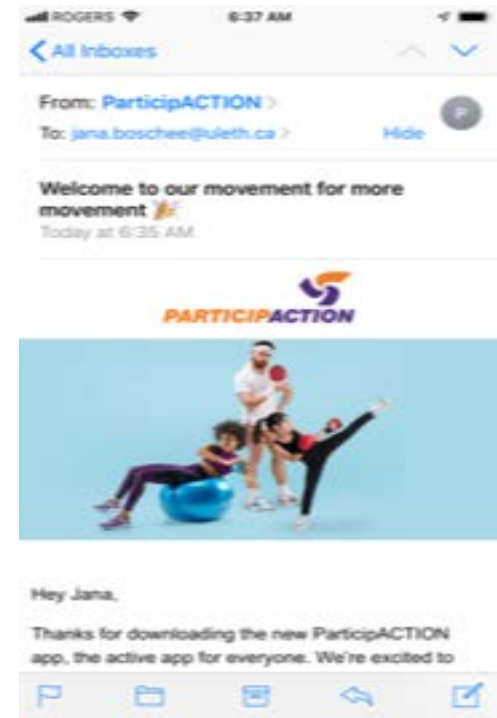 ROGERS 6:37 AM
All Inboxes
From: ParticipACTION
To: jana.boschee@uleth.ca Hide
P
Welcome to our movement for more
movement 🎉
Today at 6:35 AM
PARTICIPACTION
Hey Jana,
Thanks for downloading the new ParticipACTION
app, the active app for everyone. We're excited to